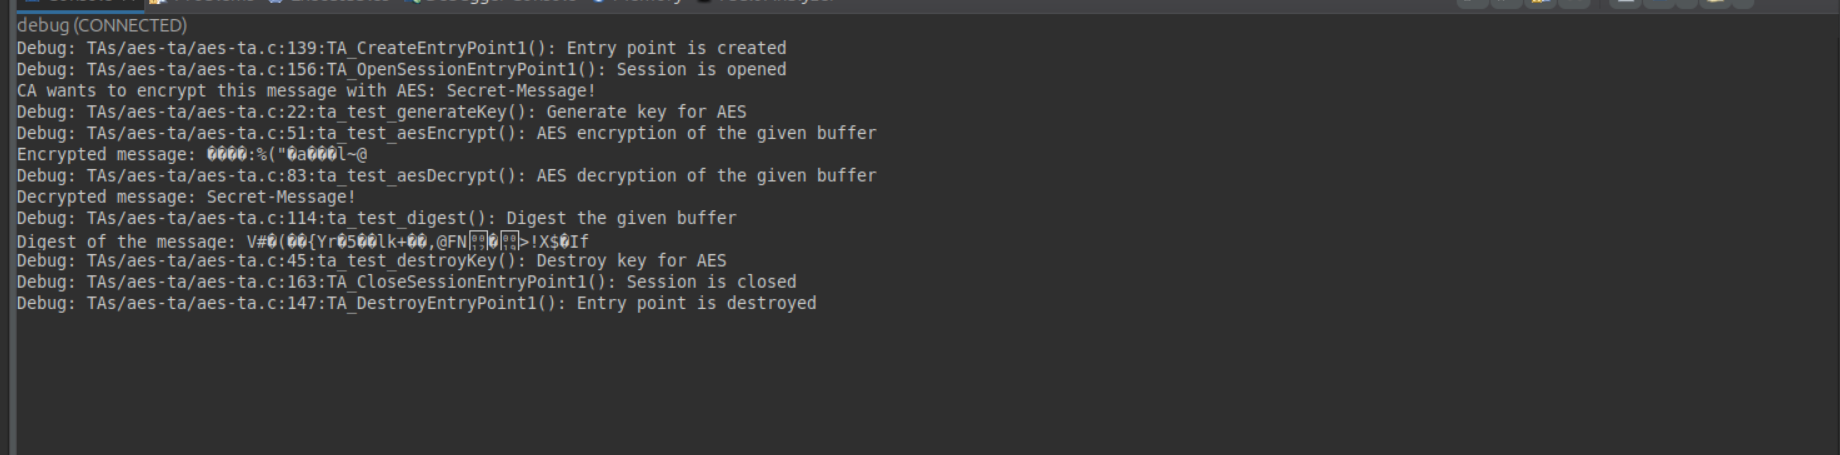 debug (CONNECTED)
Debug: TAs/aes-ta/aes-ta.c:139:TA_CreateEntryPoint1(): Entry point is created
Debug: TAs/aes-ta/aes-ta.c:156:TA_OpenSessionEntryPoint1(): Session is opened
CA wants to encrypt this message with AES: Secret-Message!
Debug: TAs/aes-ta/aes-ta.c:22:ta_test_generateKey(): Generate key for AES
Debug: TAs/aes-ta/aes-ta.c:51:ta_test_aesEncrypt(): AES encryption of the given buffer
Encrypted message: ����:%("�a���l~@
Debug: TAs/aes-ta/aes-ta.c:83:ta_test_aesDecrypt(): AES decryption of the given buffer
Decrypted message: Secret-Message!
Debug: TAs/aes-ta/aes-ta.c:114:ta_test_digest(): Digest the given buffer
Digest of the message: V#�(��{Yr�5��lk+��,@FN�>!X$�If
Debug: TAs/aes-ta/aes-ta.c:45:ta_test_destroyKey(): Destroy key for AES
Debug: TAs/aes-ta/aes-ta.c:163:TA_CloseSessionEntryPoint1(): Session is closed
Debug: TAs/aes-ta/aes-ta.c:147:TA_DestroyEntryPoint1(): Entry point is destroyed